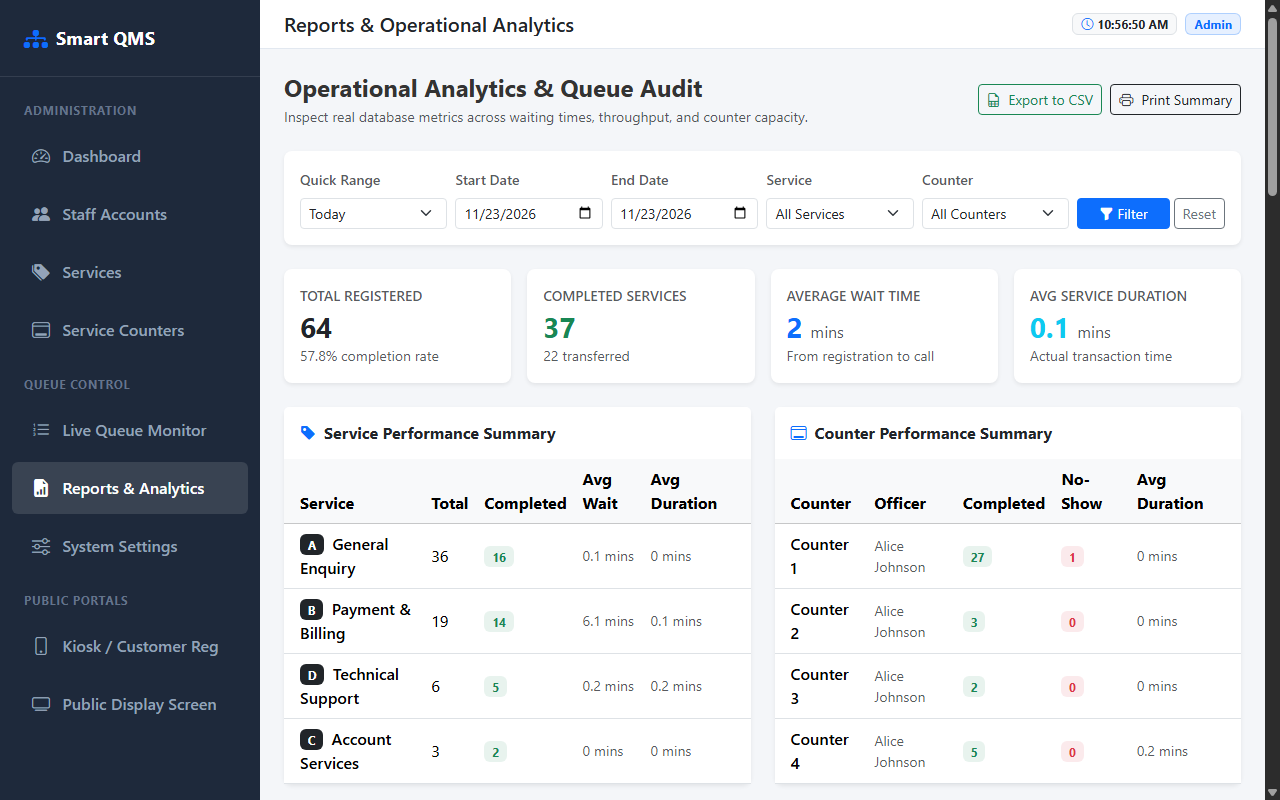 Smart QMS
ADMINISTRATION
Dashboard
Staff Accounts
Services
Service Counters
QUEUE CONTROL
Live Queue Monitor
Reports & Analytics
System Settings
PUBLIC PORTALS
Kiosk / Customer Reg
Public Display Screen
Reports & Operational Analytics
10:56:50 AM
Admin
Operational Analytics & Queue Audit
Inspect real database metrics across waiting times, throughput, and counter capacity.
Export to CSV
Print Summary
Quick Range Start Date End Date Service Counter
Today 11/23/2026 11/23/2026 All Services All Counters Filter Reset
TOTAL REGISTERED
64
57.8% completion rate
COMPLETED SERVICES
37
22 transferred
AVERAGE WAIT TIME
2 mins
From registration to call
AVG SERVICE DURATION
0.1 mins
Actual transaction time
Service Performance Summary
Service Total Completed Avg Wait Avg Duration
A General Enquiry 36 16 0.1 mins 0 mins
B Payment & Billing 19 14 6.1 mins 0.1 mins
D Technical Support 6 5 0.2 mins 0.2 mins
C Account Services 3 2 0 mins 0 mins
Counter Performance Summary
Counter Officer Completed No-Show Avg Duration
Counter 1 Alice Johnson 27 1 0 mins
Counter 2 Alice Johnson 3 0 0 mins
Counter 3 Alice Johnson 2 0 0 mins
Counter 4 Alice Johnson 5 0 0.2 mins